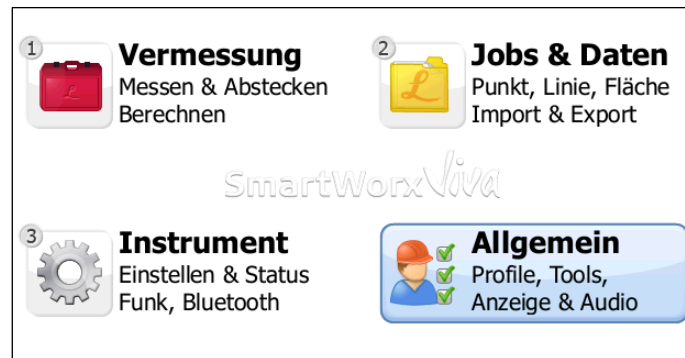 1
Vermessung
Messen & Abstecken
Berechnen
2
Jobs & Daten
Punkt, Linie, Fläche
Import & Export
SmartWorx Viva
3
Instrument
Einstellen & Status
Funk, Bluetooth
Allgemein
Profile, Tools,
Anzeige & Audio